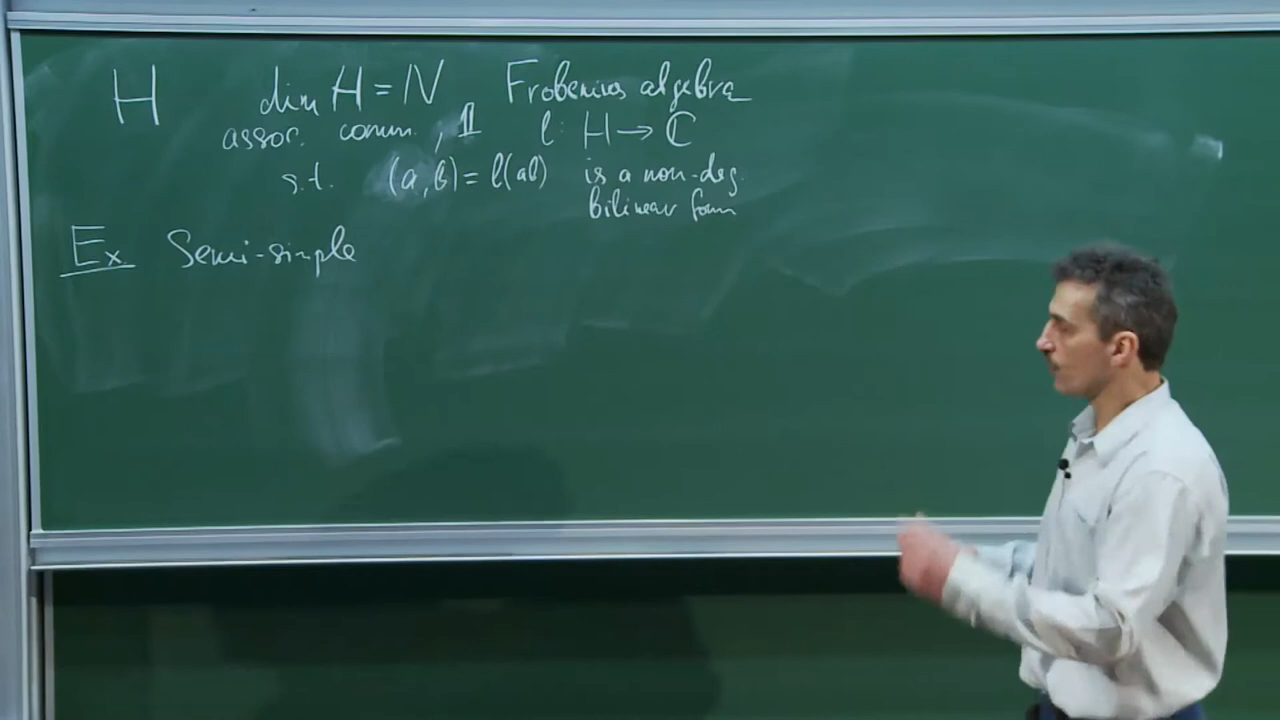 H dim H = N Frobenius algebra
assoc. comm., 𝟙 l: H → ℂ
s.t. (a,b) = l(ab) is a non-deg.
bilinear form
Ex. Semi-simple